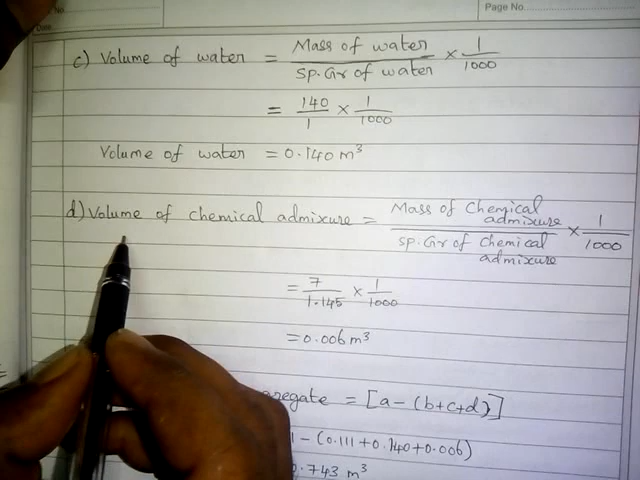 Page No.
Date
c) Volume of water = Mass of water / Sp.Gr of water × 1/1000
= 140/1 × 1/1000
Volume of water = 0.140 m³
d) Volume of chemical admixure = Mass of Chemical admixure / Sp.Gr of Chemical admixure × 1/1000
= 7/1.145 × 1/1000
= 0.006 m³
= [a-(b+c+d)]
- (0.111+0.140+0.006)
0.743 m³